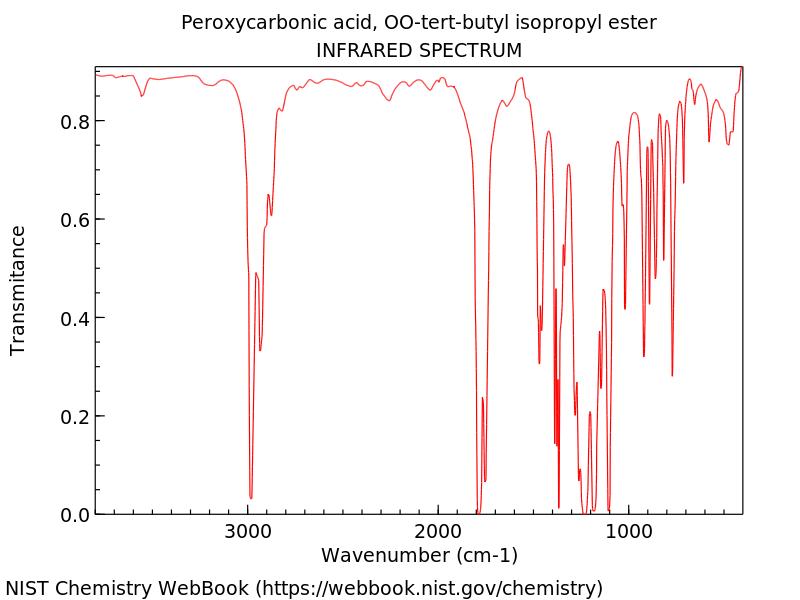 Peroxycarbonic acid, OO-tert-butyl isopropyl ester
INFRARED SPECTRUM
0.8
0.6
0.4
0.2
0.0
Transmitance
3000 2000 1000
Wavenumber (cm-1)
NIST Chemistry WebBook (https://webbook.nist.gov/chemistry)